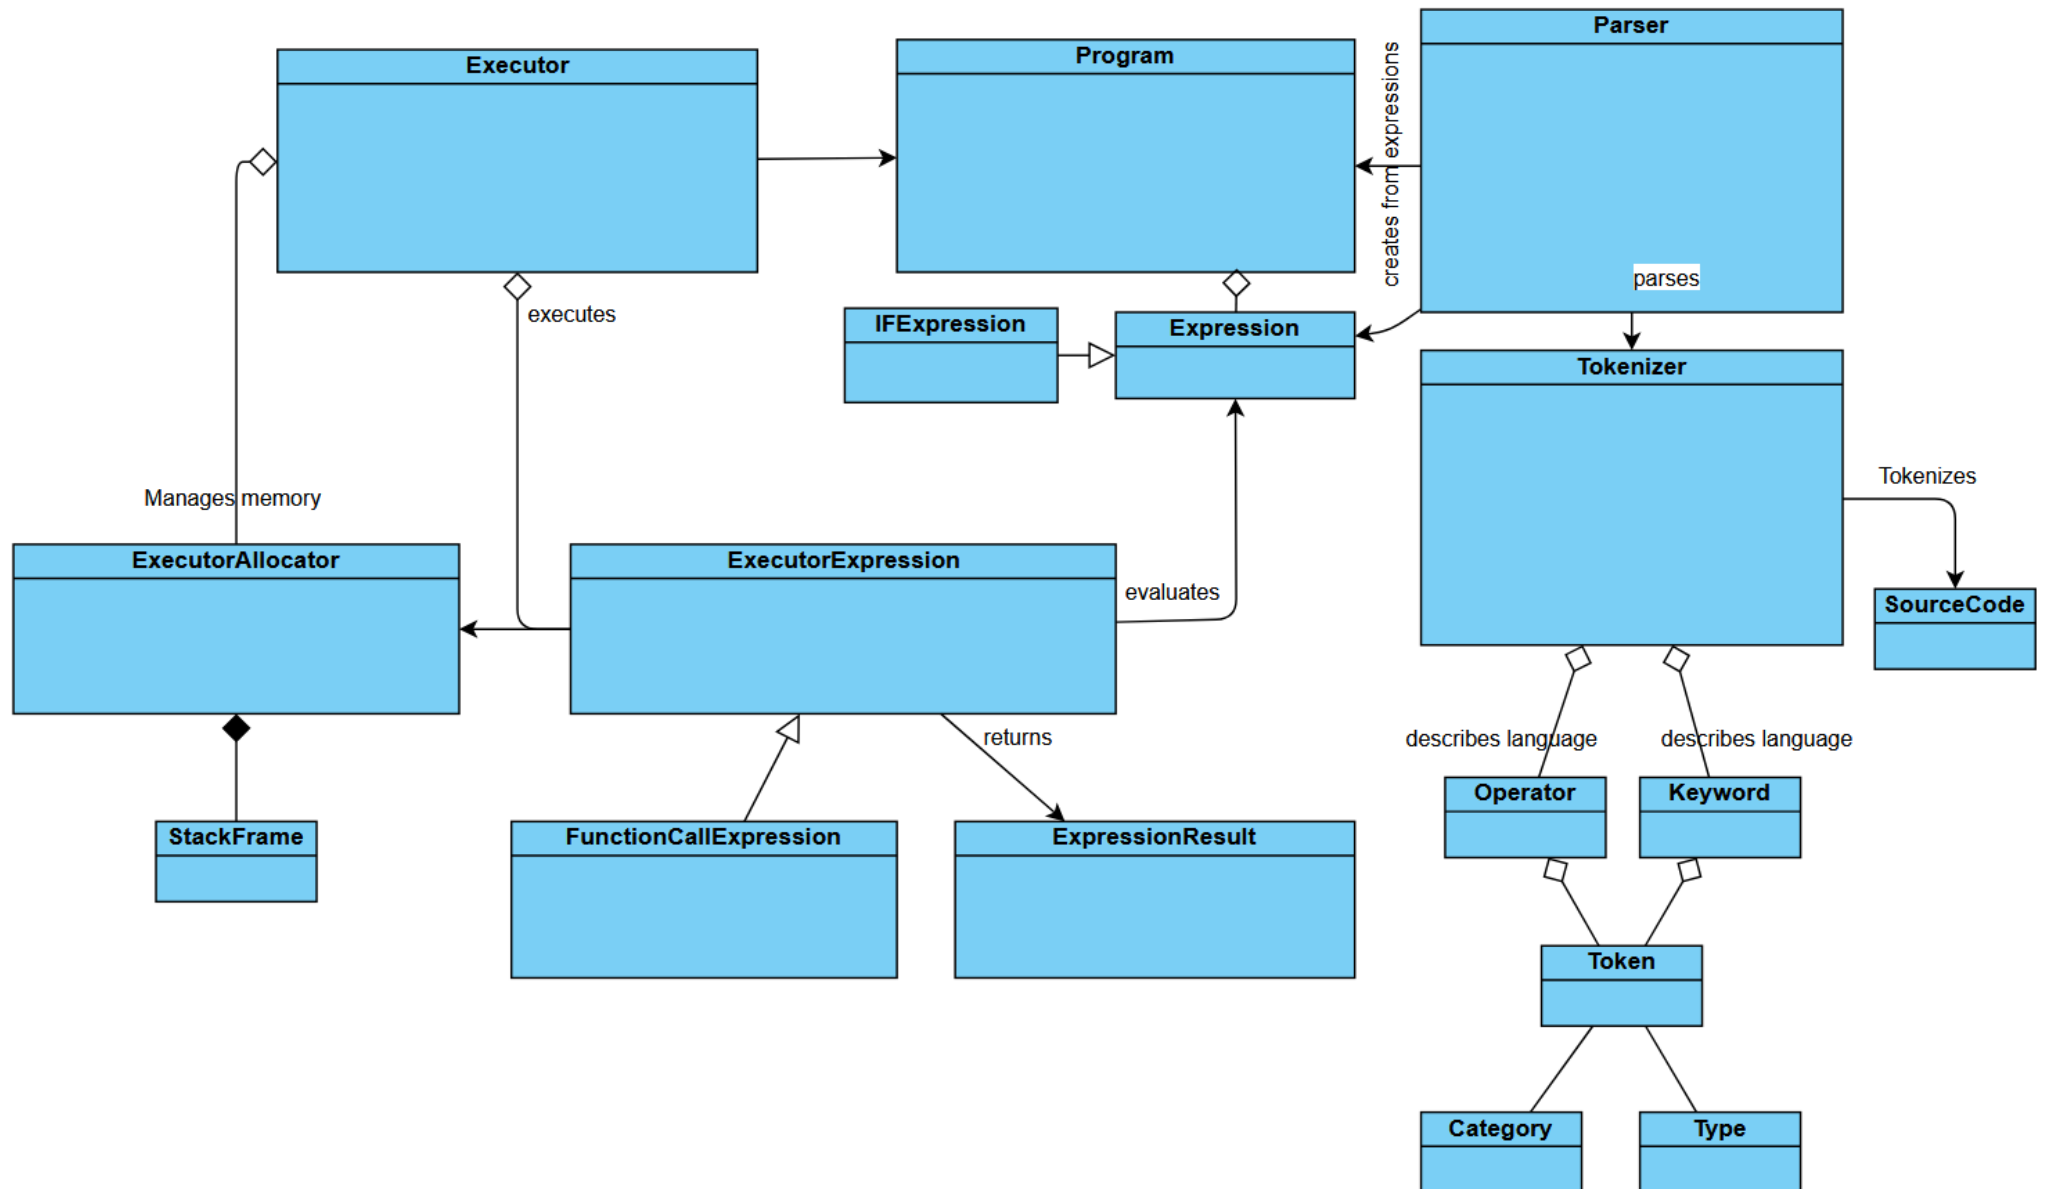 Parser
Program
Executor
creates from expressions
parses
executes
IFExpression
Expression
Tokenizer
Tokenizes
Manages memory
ExecutorAllocator
ExecutorExpression
evaluates
SourceCode
returns
describes language
describes language
Operator
Keyword
StackFrame
FunctionCallExpression
ExpressionResult
Token
Category
Type